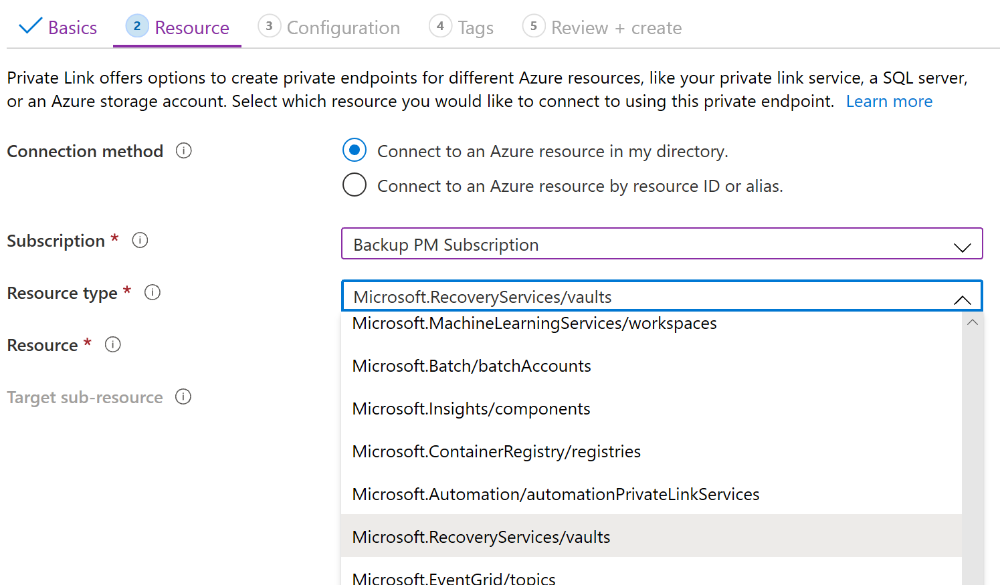 Basics
2 Resource
3 Configuration
4 Tags
5 Review + create
Private Link offers options to create private endpoints for different Azure resources, like your private link service, a SQL server,
or an Azure storage account. Select which resource you would like to connect to using this private endpoint. Learn more
Connection method
Connect to an Azure resource in my directory.
Connect to an Azure resource by resource ID or alias.
Subscription *
Backup PM Subscription
Resource type *
Microsoft.RecoveryServices/vaults
Resource *
Target sub-resource
Microsoft.MachineLearningServices/workspaces
Microsoft.Batch/batchAccounts
Microsoft.Insights/components
Microsoft.ContainerRegistry/registries
Microsoft.Automation/automationPrivateLinkServices
Microsoft.RecoveryServices/vaults
Microsoft.EventGrid/topics